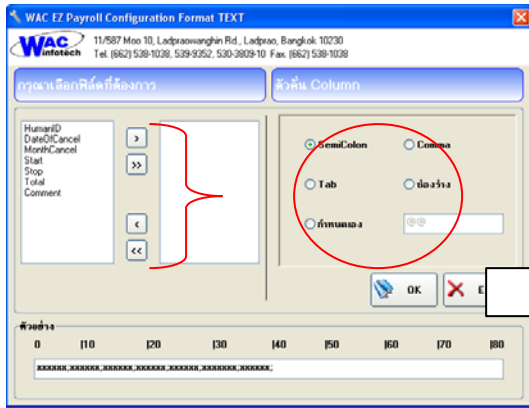 WAC EZ Payroll Configuration Format TEXT
WAC infotech
11/587 Moo 10, Ladpraowanghin Rd., Ladprao, Bangkok 10230
Tel. (662) 538-1038, 539-9352, 530-3809-10 Fax. (662) 538-1038
กรุณาเลือกฟิล์ดที่ต้องการ
ตัวคั่น Column
HumanID
DateOfCancel
MonthCancel
Start
Stop
Total
Comment
>
>>
<
<<
SemiColon
Comma
Tab
ช่องว่าง
กำหนดเอง
@@
OK
E
ตัวอย่าง
0 |10 |20 |30 |40 |50 |60 |70 |80
xxxxxx;xxxxxx;xxxxxx;xxxxxx;xxxxxx;xxxxxxx;xxxxxx;